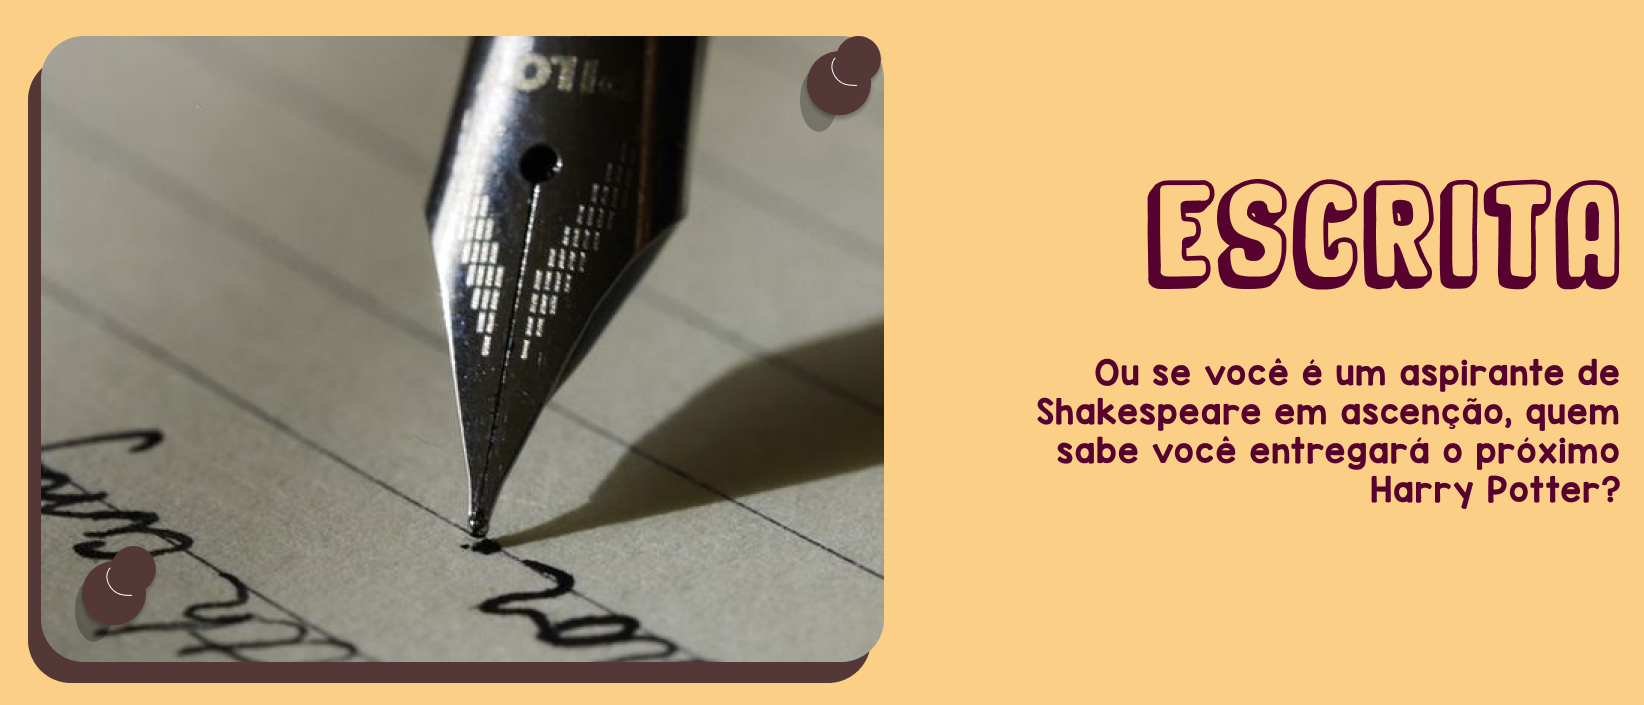 ESCRITA
Ou se você é um aspirante de
Shakespeare em ascenção, quem
sabe você entregará o próximo
Harry Potter?